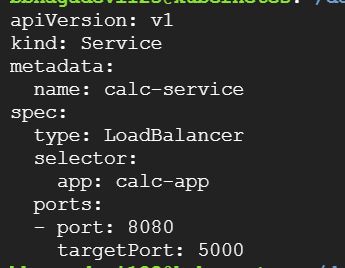 apiVersion: v1
kind: Service
metadata:
  name: calc-service
spec:
  type: LoadBalancer
  selector:
    app: calc-app
  ports:
  - port: 8080
    targetPort: 5000